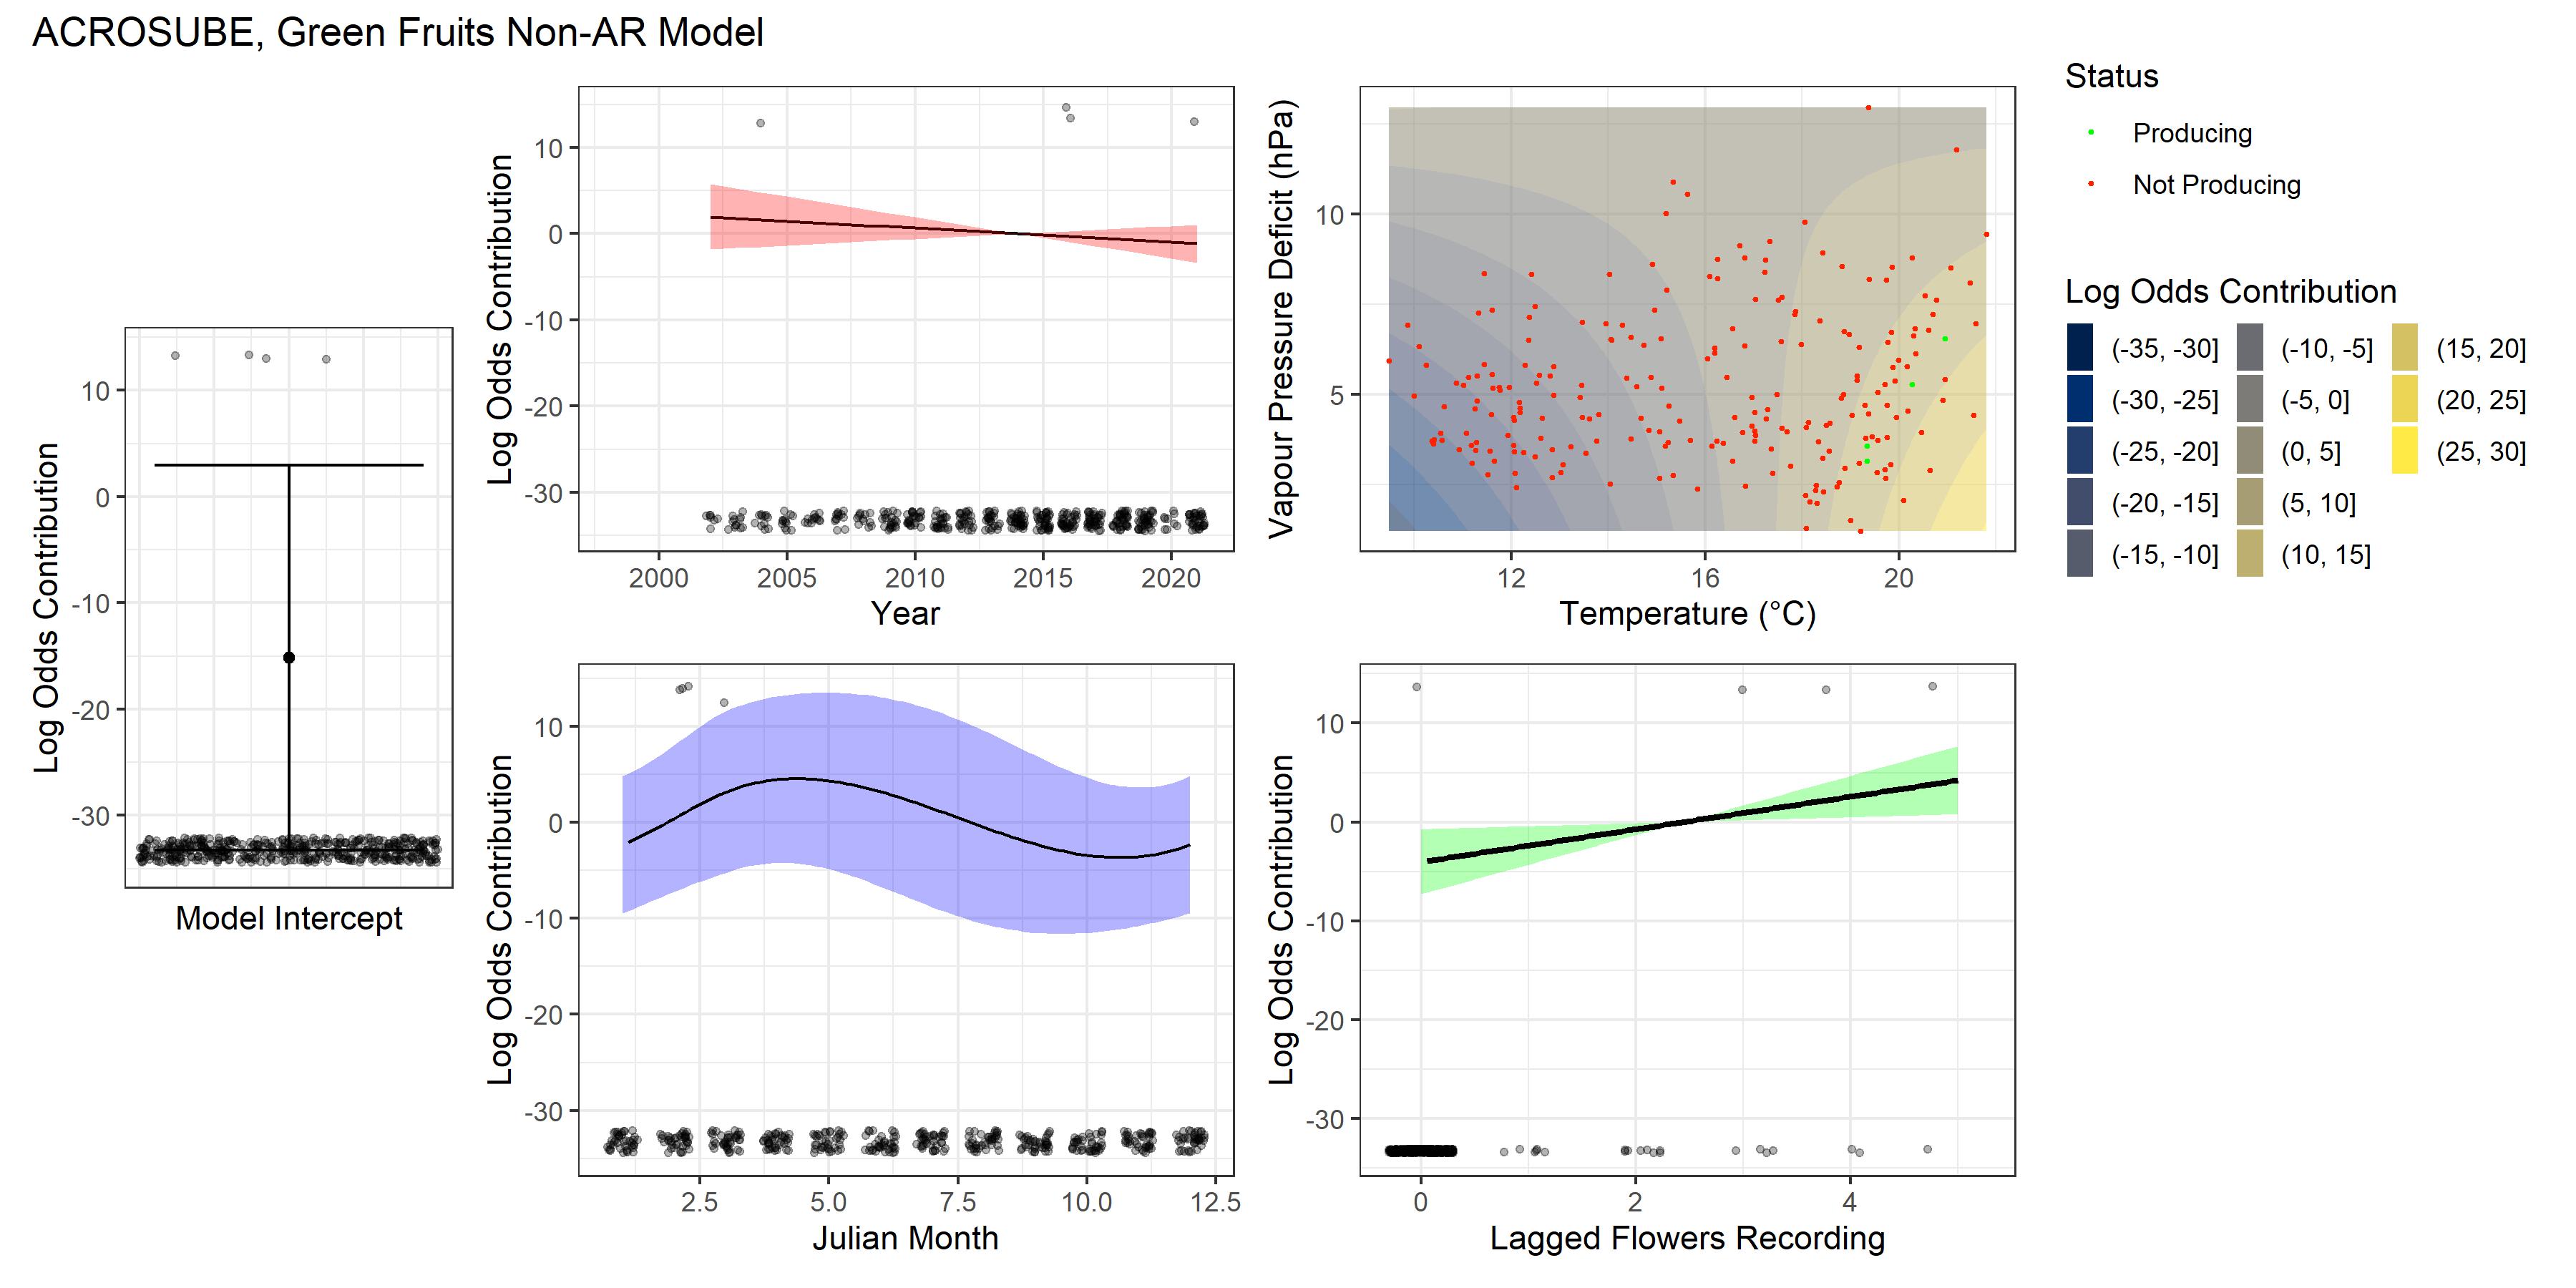 ACROSUBE, Green Fruits Non-AR Model
Log Odds Contribution
10
0
-10
-20
-30
Model Intercept
Log Odds Contribution
10
0
-10
-20
-30
2000 2005 2010 2015 2020
Year
Vapour Pressure Deficit (hPa)
10
5
12 16 20
Temperature (°C)
Status
Producing
Not Producing
Log Odds Contribution
(-35, -30] (-10, -5] (15, 20]
(-30, -25] (-5, 0] (20, 25]
(-25, -20] (0, 5] (25, 30]
(-20, -15] (5, 10]
(-15, -10] (10, 15]
Log Odds Contribution
10
0
-10
-20
-30
2.5 5.0 7.5 10.0 12.5
Julian Month
Log Odds Contribution
10
0
-10
-20
-30
0 2 4
Lagged Flowers Recording